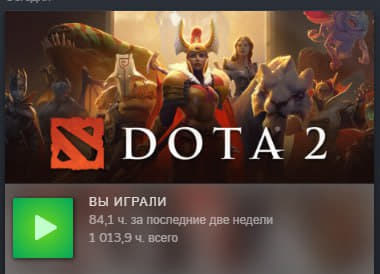 DOTA 2
ВЫ ИГРАЛИ
84,1 ч. за последние две недели
1 013,9 ч. всего